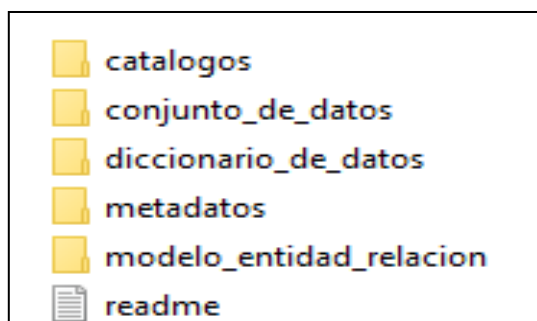 catalogos
conjunto_de_datos
diccionario_de_datos
metadatos
modelo_entidad_relacion
readme